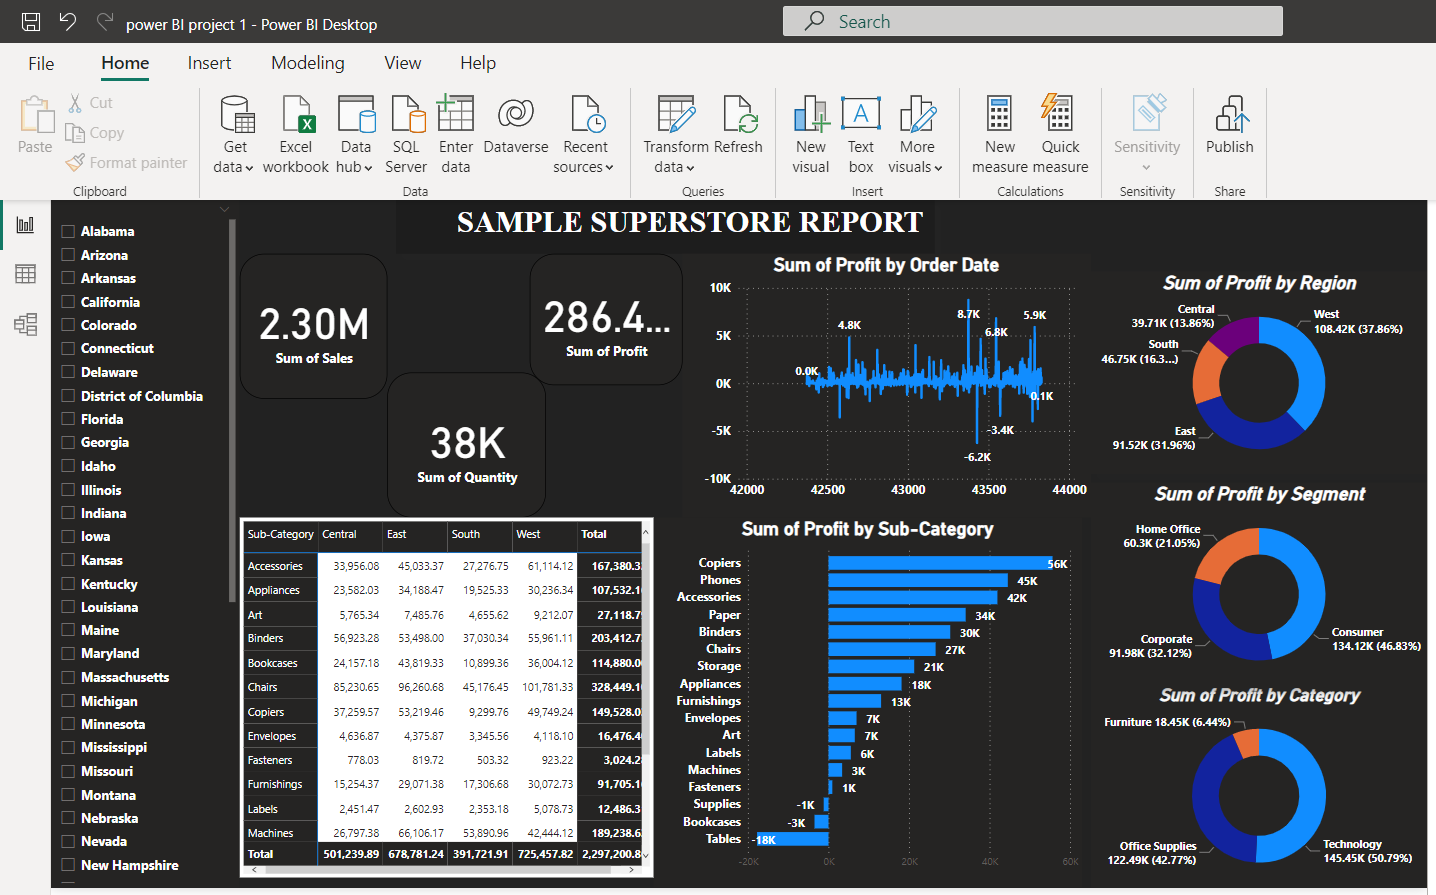 power BI project 1 - Power BI Desktop
Search
File Home Insert Modeling View Help
Paste
Cut
Copy
Format painter
Clipboard
Get data
Excel workbook
Data hub
SQL Server
Enter data
Dataverse
Recent sources
Data
Transform data
Refresh
Queries
New visual
Text box
More visuals
Insert
New measure
Quick measure
Calculations
Sensitivity
Sensitivity
Publish
Share
Alabama
Arizona
Arkansas
California
Colorado
Connecticut
Delaware
District of Columbia
Florida
Georgia
Idaho
Illinois
Indiana
Iowa
Kansas
Kentucky
Louisiana
Maine
Maryland
Massachusetts
Michigan
Minnesota
Mississippi
Missouri
Montana
Nebraska
Nevada
New Hampshire
SAMPLE SUPERSTORE REPORT
2.30M
Sum of Sales
286.4...
Sum of Profit
38K
Sum of Quantity
Sum of Profit by Order Date
10K
5K
0K
-5K
-10K
4.8K
8.7K
6.8K
5.9K
0.0K
0.1K
-3.4K
-6.2K
42000 42500 43000 43500 44000
Sum of Profit by Region
Central
39.71K (13.86%)
West
108.42K (37.86%)
South
46.75K (16.3...)
East
91.52K (31.96%)
Sub-Category Central East South West Total
Accessories 33,956.08 45,033.37 27,276.75 61,114.12 167,380.3
Appliances 23,582.03 34,188.47 19,525.33 30,236.34 107,532.1
Art 5,765.34 7,485.76 4,655.62 9,212.07 27,118.7
Binders 56,923.28 53,498.00 37,030.34 55,961.11 203,412.7
Bookcases 24,157.18 43,819.33 10,899.36 36,004.12 114,880.0
Chairs 85,230.65 96,260.68 45,176.45 101,781.33 328,449.1
Copiers 37,259.57 53,219.46 9,299.76 49,749.24 149,528.0
Envelopes 4,636.87 4,375.87 3,345.56 4,118.10 16,476.4
Fasteners 778.03 819.72 503.32 923.22 3,024.2
Furnishings 15,254.37 29,071.38 17,306.68 30,072.73 91,705.1
Labels 2,451.47 2,602.93 2,353.18 5,078.73 12,486.3
Machines 26,797.38 66,106.17 53,890.96 42,444.12 189,238.6
Total 501,239.89 678,781.24 391,721.91 725,457.82 2,297,200.8
Sum of Profit by Sub-Category
Copiers 56K
Phones 45K
Accessories 42K
Paper 34K
Binders 30K
Chairs 27K
Storage 21K
Appliances 18K
Furnishings 13K
Envelopes 7K
Art 7K
Labels 6K
Machines 3K
Fasteners 1K
Supplies -1K
Bookcases -3K
Tables -18K
-20K 0K 20K 40K 60K
Sum of Profit by Segment
Home Office
60.3K (21.05%)
Corporate
91.98K (32.12%)
Consumer
134.12K (46.83%)
Sum of Profit by Category
Furniture 18.45K (6.44%)
Office Supplies
122.49K (42.77%)
Technology
145.45K (50.79%)